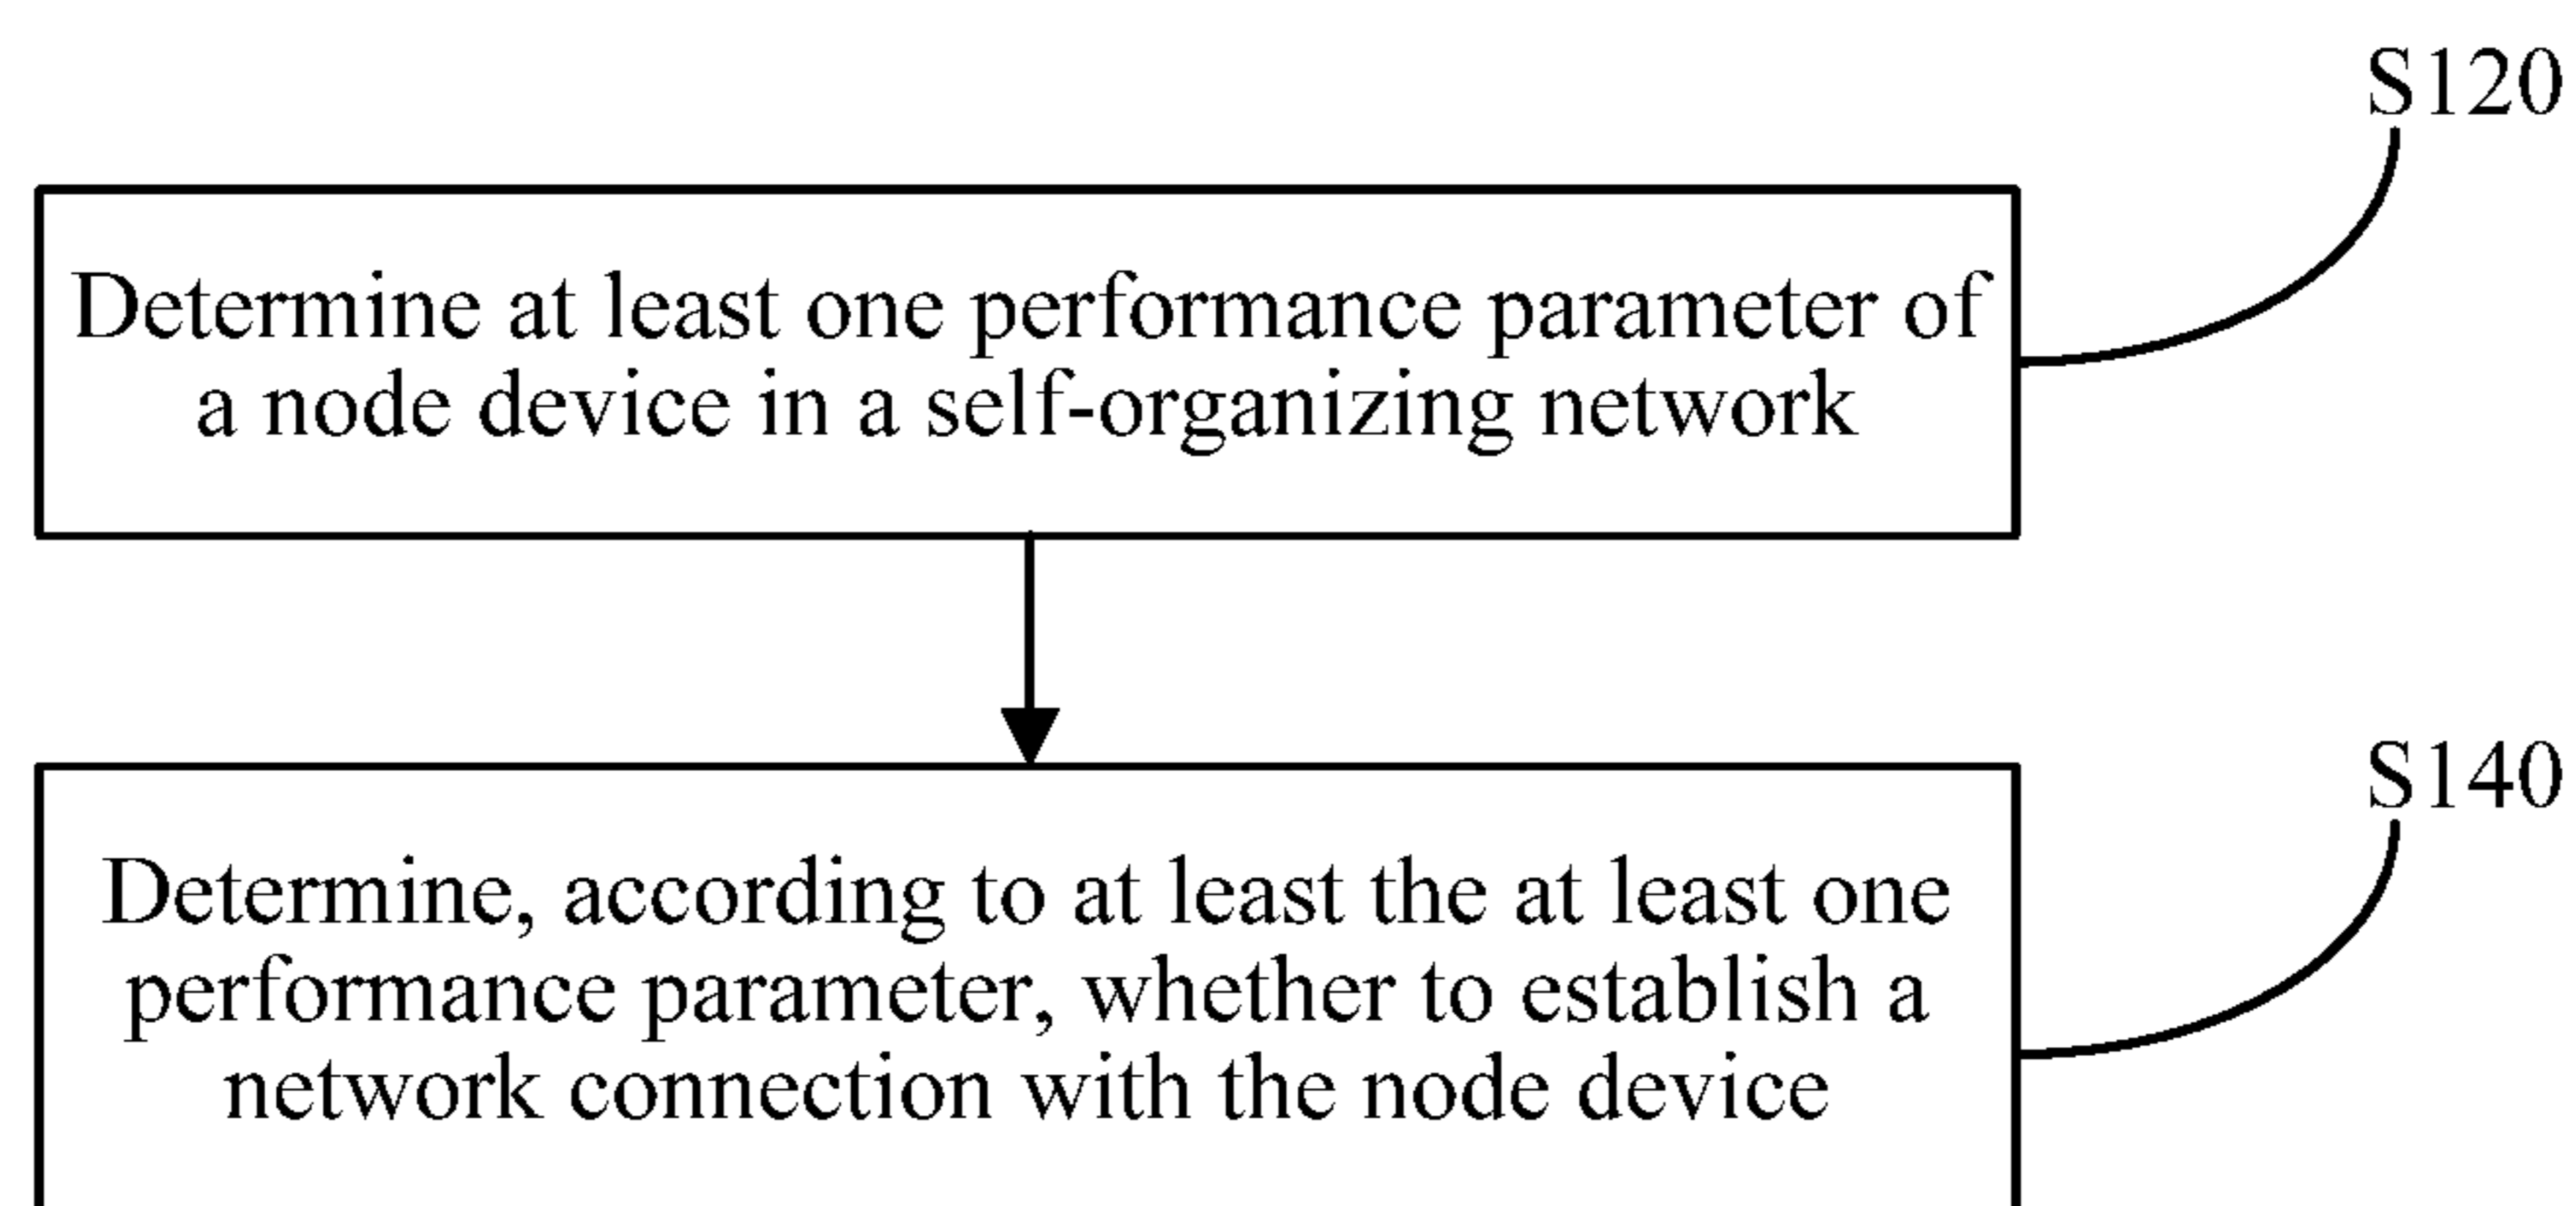 S120
Determine at least one performance parameter of
a node device in a self-organizing network
S140
Determine, according to at least the at least one
performance parameter, whether to establish a
network connection with the node device